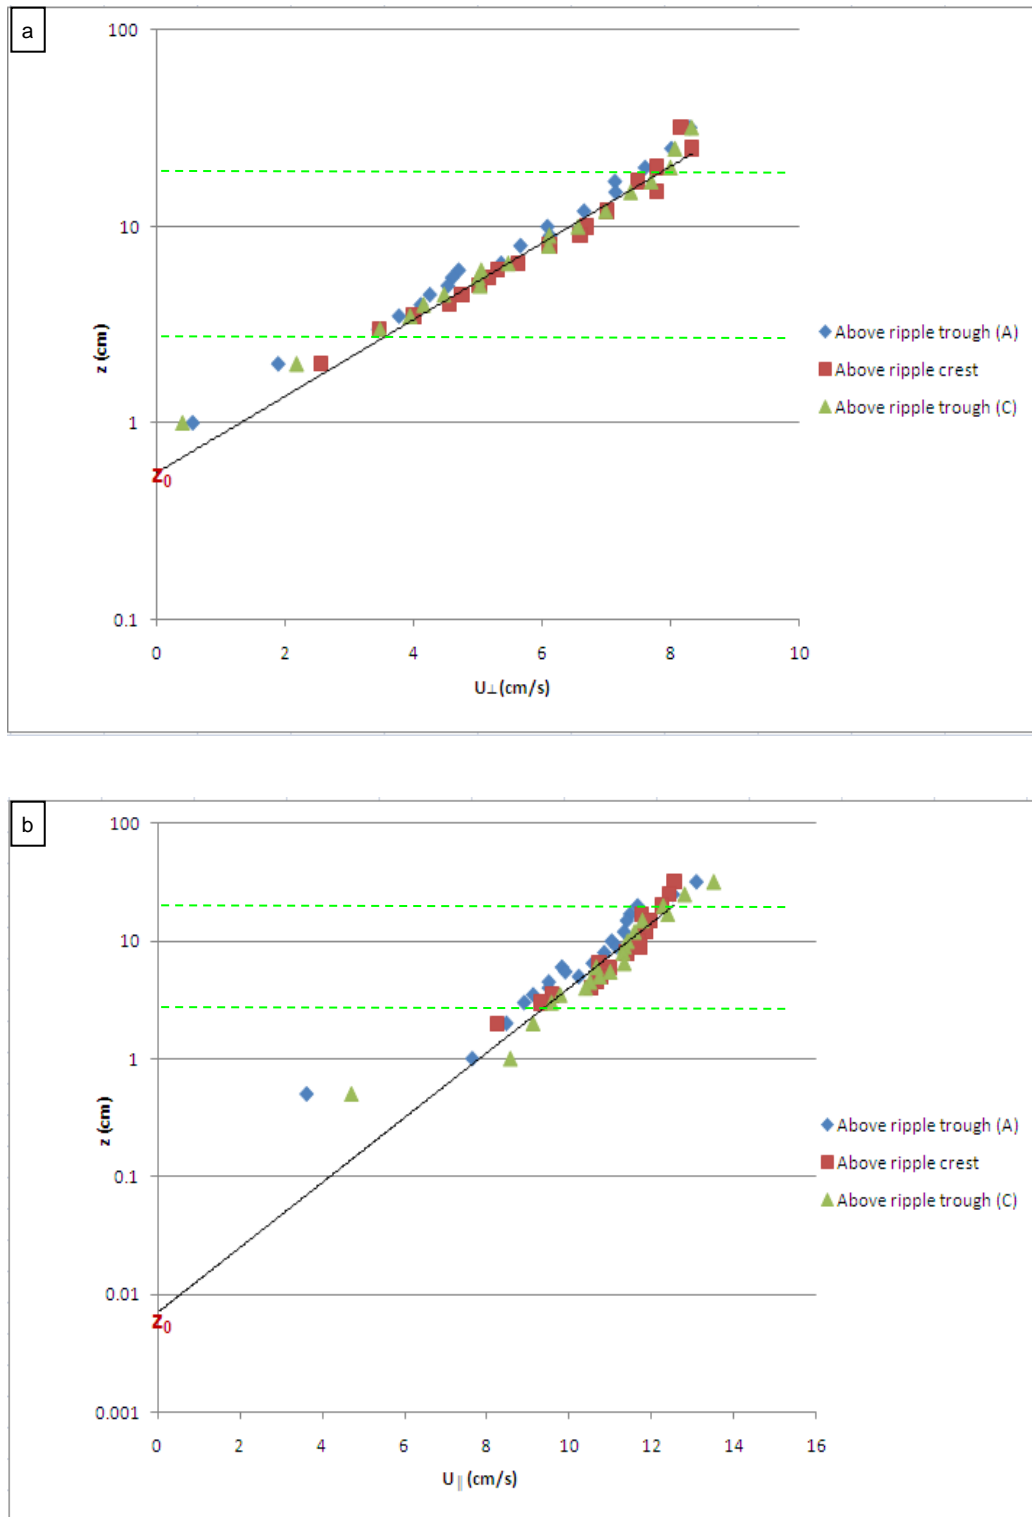 a
100
10
1
0.1
z (cm)
z0
0 2 4 6 8 10
U⊥(cm/s)
Above ripple trough (A)
Above ripple crest
Above ripple trough (C)
b
100
10
1
0.1
0.01
0.001
z (cm)
z0
0 2 4 6 8 10 12 14 16
U∥(cm/s)
Above ripple trough (A)
Above ripple crest
Above ripple trough (C)